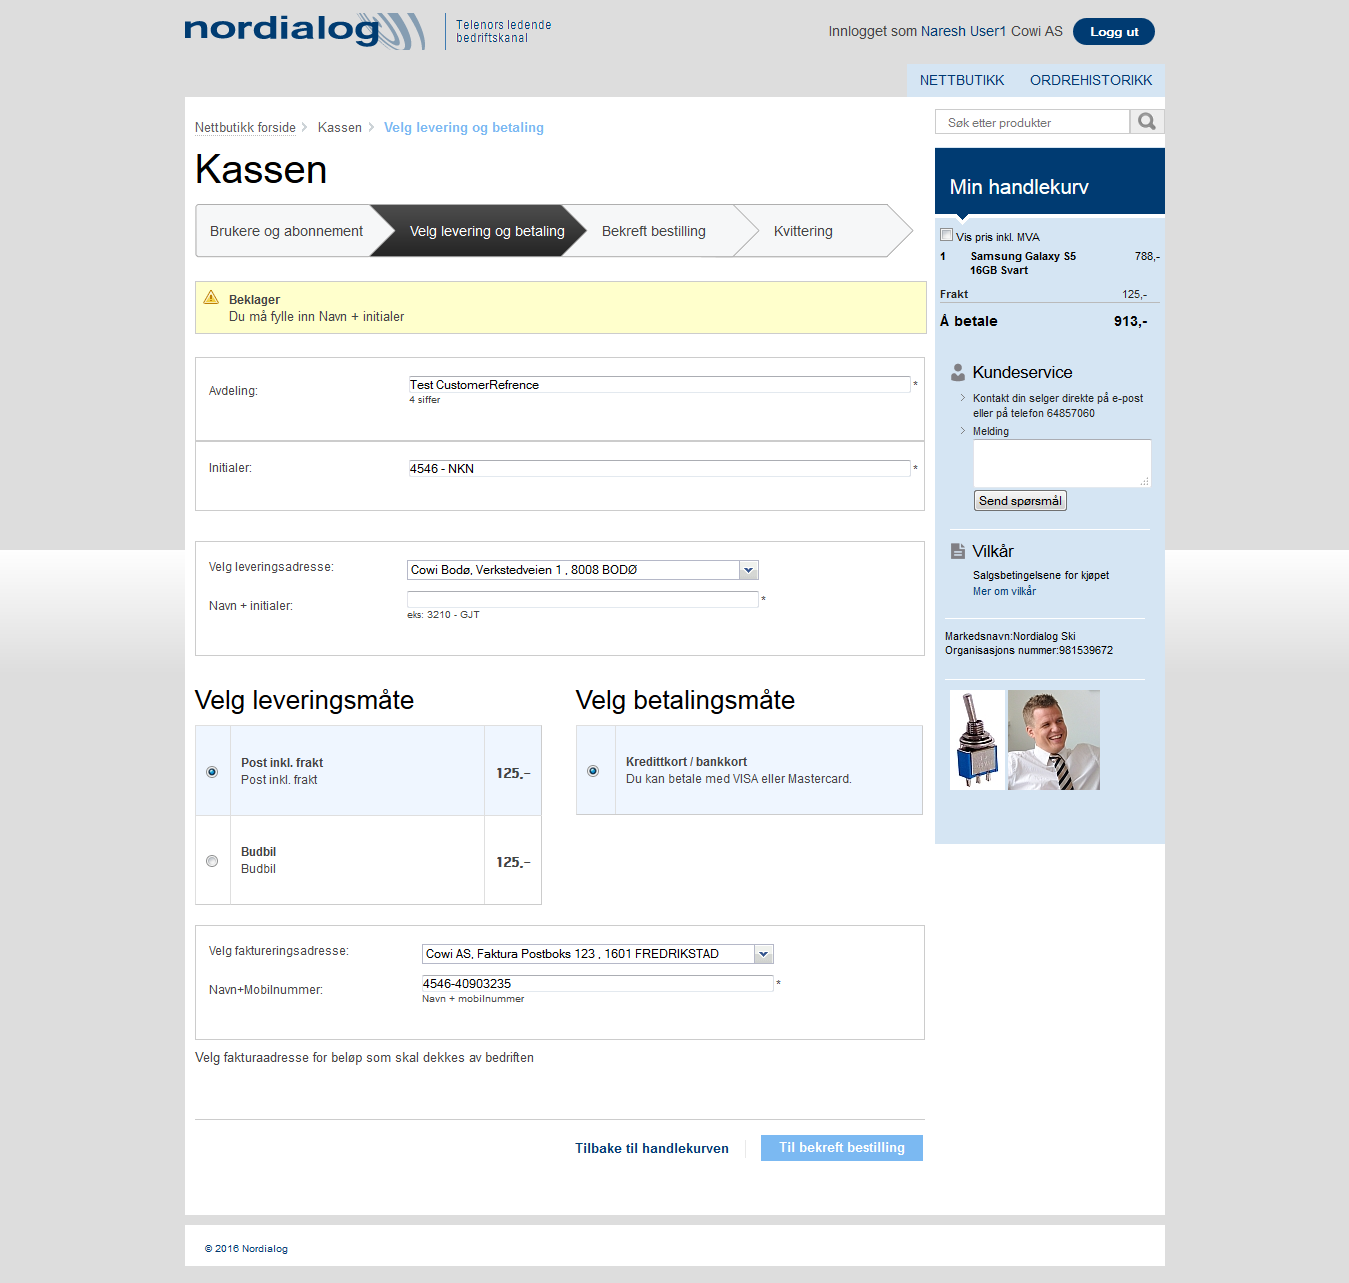 nordialog
Telenors ledende
bedriftskanal
Innlogget som Naresh User1 Cowi AS
Logg ut
NETTBUTIKK
ORDREHISTORIKK
Nettbutikk forside
Kassen
Velg levering og betaling
Søk etter produkter
Kassen
Brukere og abonnement
Velg levering og betaling
Bekreft bestilling
Kvittering
Beklager
Du må fylle inn Navn + initialer
Avdeling:
Test CustomerRefrence
*
4 siffer
Initialer:
4546 - NKN
*
Velg leveringsadresse:
Cowi Bodø, Verkstedveien 1 , 8008 BODØ
Navn + initialer:
*
eks: 3210 - GJT
Velg leveringsmåte
Post inkl. frakt
Post inkl. frakt
125,-
Budbil
Budbil
125,-
Velg betalingsmåte
Kredittkort / bankkort
Du kan betale med VISA eller Mastercard.
Velg faktureringsadresse:
Cowi AS, Faktura Postboks 123 , 1601 FREDRIKSTAD
Navn+Mobilnummer:
4546-40903235
*
Navn + mobilnummer
Velg fakturaadresse for beløp som skal dekkes av bedriften
Tilbake til handlekurven
Til bekreft bestilling
Min handlekurv
Vis pris inkl. MVA
1 Samsung Galaxy S5 788,-
16GB Svart
Frakt 125,-
Å betale 913,-
Kundeservice
Kontakt din selger direkte på e-post
eller på telefon 64857060
Melding
Send spørsmål
Vilkår
Salgsbetingelsene for kjøpet
Mer om vilkår
Markedsnavn:Nordialog Ski
Organisasjons nummer:981539672
© 2016 Nordialog